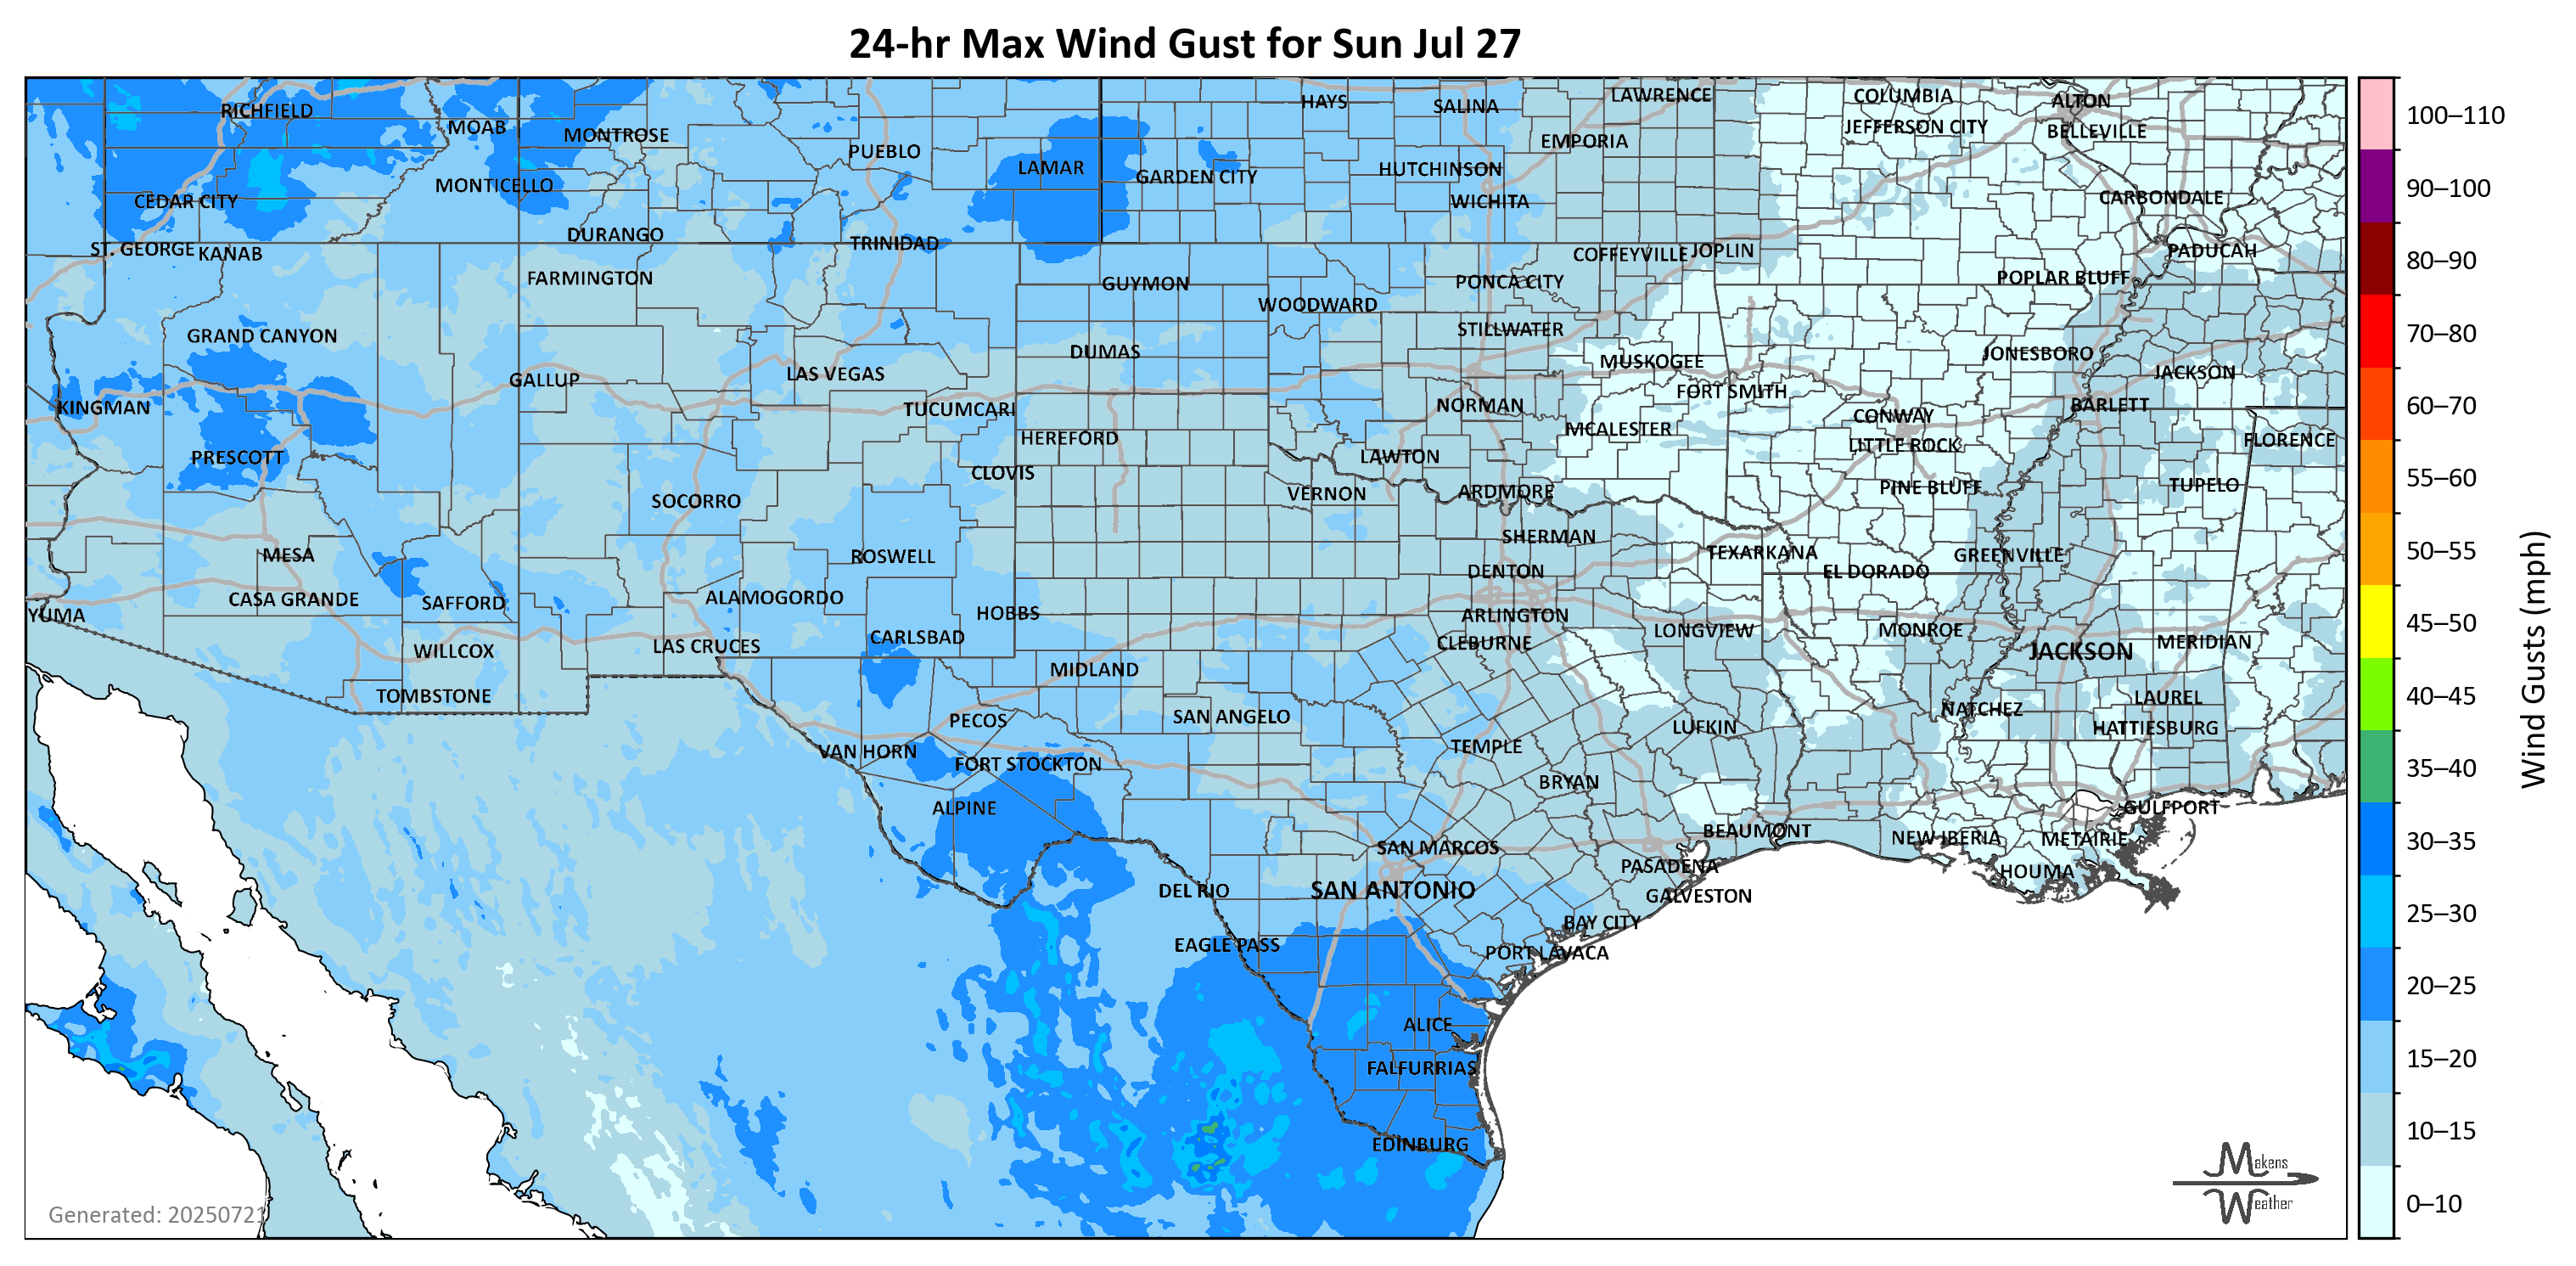 24-hr Max Wind Gust for Sun Jul 27
RICHFIELD
MOAB
MONTROSE
PUEBLO
LAMAR
HAYS
SALINA
LAWRENCE
COLUMBIA
ALTON
JEFFERSON CITY
BELLEVILLE
EMPORIA
GARDEN CITY
HUTCHINSON
WICHITA
MONTICELLO
CEDAR CITY
CARBONDALE
DURANGO
TRINIDAD
ST. GEORGE
KANAB
COFFEYVILLE
JOPLIN
PADUCAH
FARMINGTON
GUYMON
PONCA CITY
POPLAR BLUFF
WOODWARD
GRAND CANYON
STILLWATER
DUMAS
MUSKOGEE
JONESBORO
JACKSON
GALLUP
LAS VEGAS
FORT SMITH
KINGMAN
TUCUMCARI
NORMAN
BARLETT
CONWAY
MCALESTER
HEREFORD
LITTLE ROCK
FLORENCE
PRESCOTT
LAWTON
CLOVIS
SOCORRO
VERNON
ARDMORE
PINE BLUFF
TUPELO
SHERMAN
MESA
ROSWELL
TEXARKANA
GREENVILLE
DENTON
EL DORADO
CASA GRANDE
SAFFORD
ALAMOGORDO
HOBBS
ARLINGTON
YUMA
CARLSBAD
CLEBURNE
LONGVIEW
MONROE
MERIDIAN
WILLCOX
LAS CRUCES
JACKSON
MIDLAND
TOMBSTONE
LAUREL
PECOS
SAN ANGELO
NATCHEZ
LUFKIN
HATTIESBURG
VAN HORN
FORT STOCKTON
TEMPLE
BRYAN
ALPINE
GULFPORT
BEAUMONT
NEW IBERIA
METAIRIE
SAN MARCOS
PASADENA
HOUMA
DEL RIO
SAN ANTONIO
GALVESTON
BAY CITY
EAGLE PASS
PORT LAVACA
ALICE
FALFURRIAS
EDINBURG
Generated: 20250721
Makens
Weather
100–110
90–100
80–90
70–80
60–70
55–60
50–55
45–50
40–45
35–40
30–35
25–30
20–25
15–20
10–15
0–10
Wind Gusts (mph)